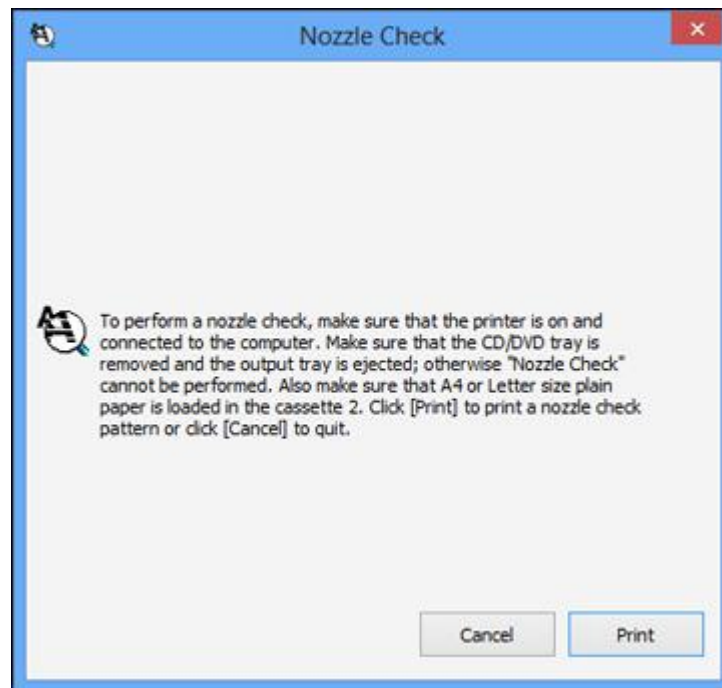 Nozzle Check
To perform a nozzle check, make sure that the printer is on and
connected to the computer. Make sure that the CD/DVD tray is
removed and the output tray is ejected; otherwise "Nozzle Check"
cannot be performed. Also make sure that A4 or Letter size plain
paper is loaded in the cassette 2. Click [Print] to print a nozzle check
pattern or click [Cancel] to quit.
Cancel Print